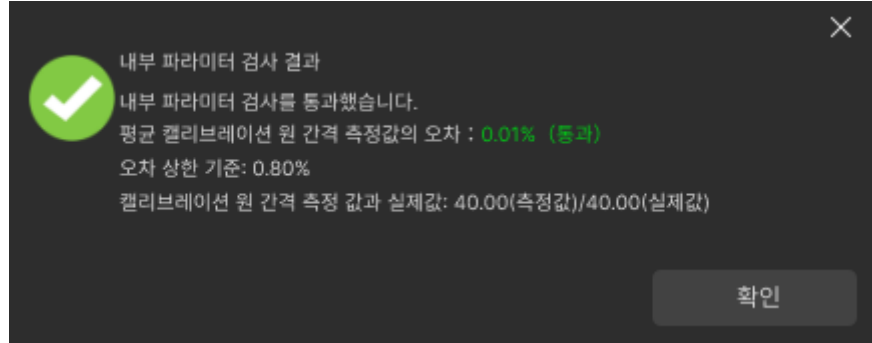 내부 파라미터 검사 결과
내부 파라미터 검사를 통과했습니다.
평균 캘리브레이션 원 간격 측정값의 오차 : 0.01% (통과)
오차 상한 기준: 0.80%
캘리브레이션 원 간격 측정 값과 실제값: 40.00(측정값)/40.00(실제값)
확인